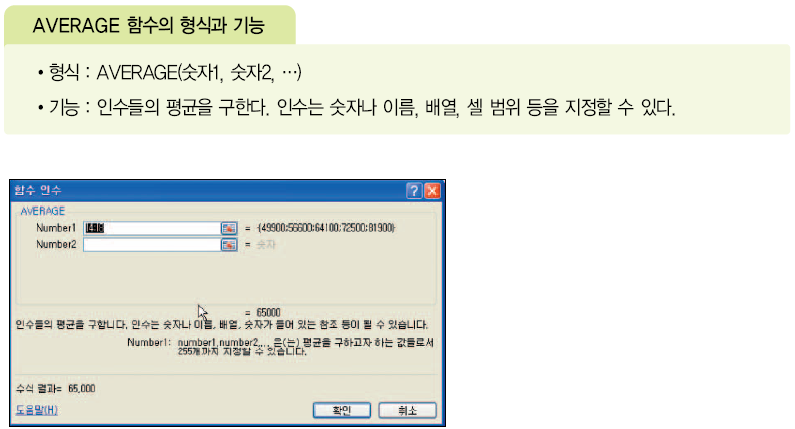 AVERAGE 함수의 형식과 기능
• 형식 : AVERAGE(숫자1, 숫자2, …)
• 기능 : 인수들의 평균을 구한다. 인수는 숫자나 이름, 배열, 셀 범위 등을 지정할 수 있다.
함수 인수
AVERAGE
Number1 = {49900;56600;64100;72500;81900}
Number2 = 숫자
= 65000
인수들의 평균을 구합니다. 인수는 숫자나 이름, 배열, 숫자가 들어 있는 참조 등이 될 수 있습니다.
Number1: number1,number2,... 은(는) 평균을 구하고자 하는 값들로서
255개까지 지정할 수 있습니다.
수식 결과= 65,000
도움말(H) 확인 취소